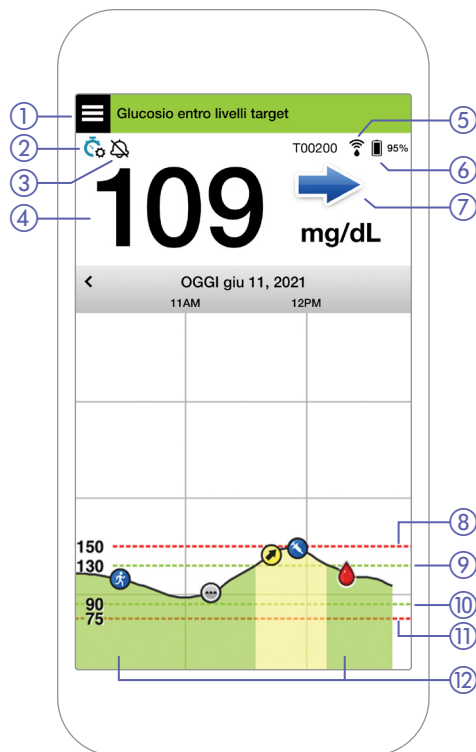 ① Glucosio entro livelli target
② ③ T00200 95% ⑤ ⑥
④ 109 mg/dL ⑦
OGGI giu 11, 2021
11AM 12PM
150 ⑧
130 ⑨
90 ⑩
75 ⑪
⑫